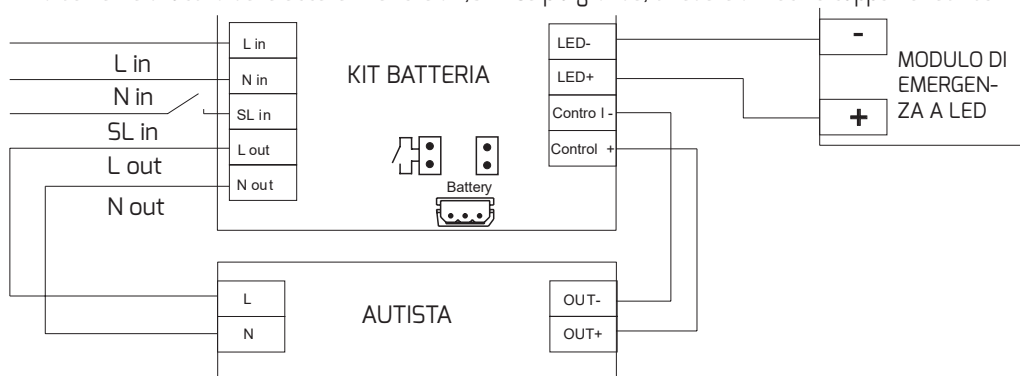 L in
N in
SL in
L out
N out
L in
N in
SL in
L out
N out
KIT BATTERIA
Battery
LED-
LED+
Contro l -
Control +
-
+
MODULO DI
EMERGEN-
ZA A LED
L
N
AUTISTA
OUT-
OUT+